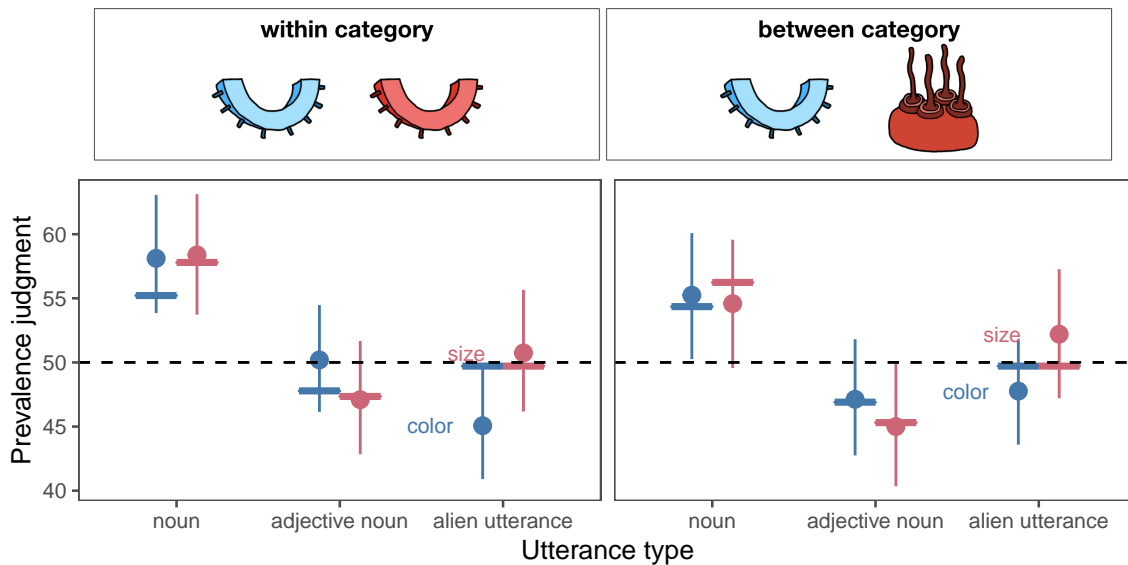 within category
between category
Prevalence judgment
60
55
50
45
40
size
color
size
color
noun
adjective noun
alien utterance
noun
adjective noun
alien utterance
Utterance type